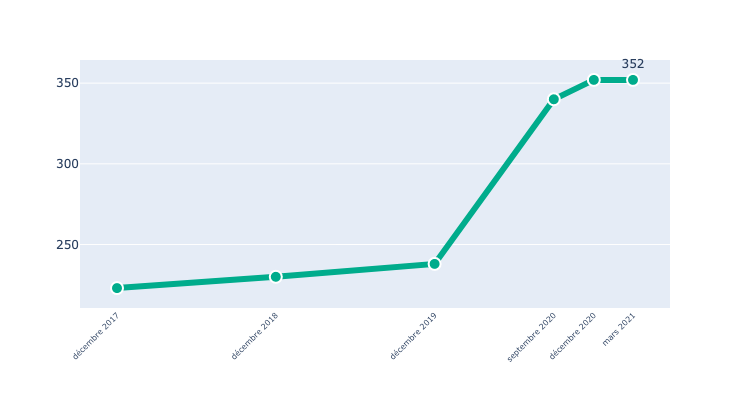 352
350
300
250
décembre 2017
décembre 2018
décembre 2019
septembre 2020
décembre 2020
mars 2021